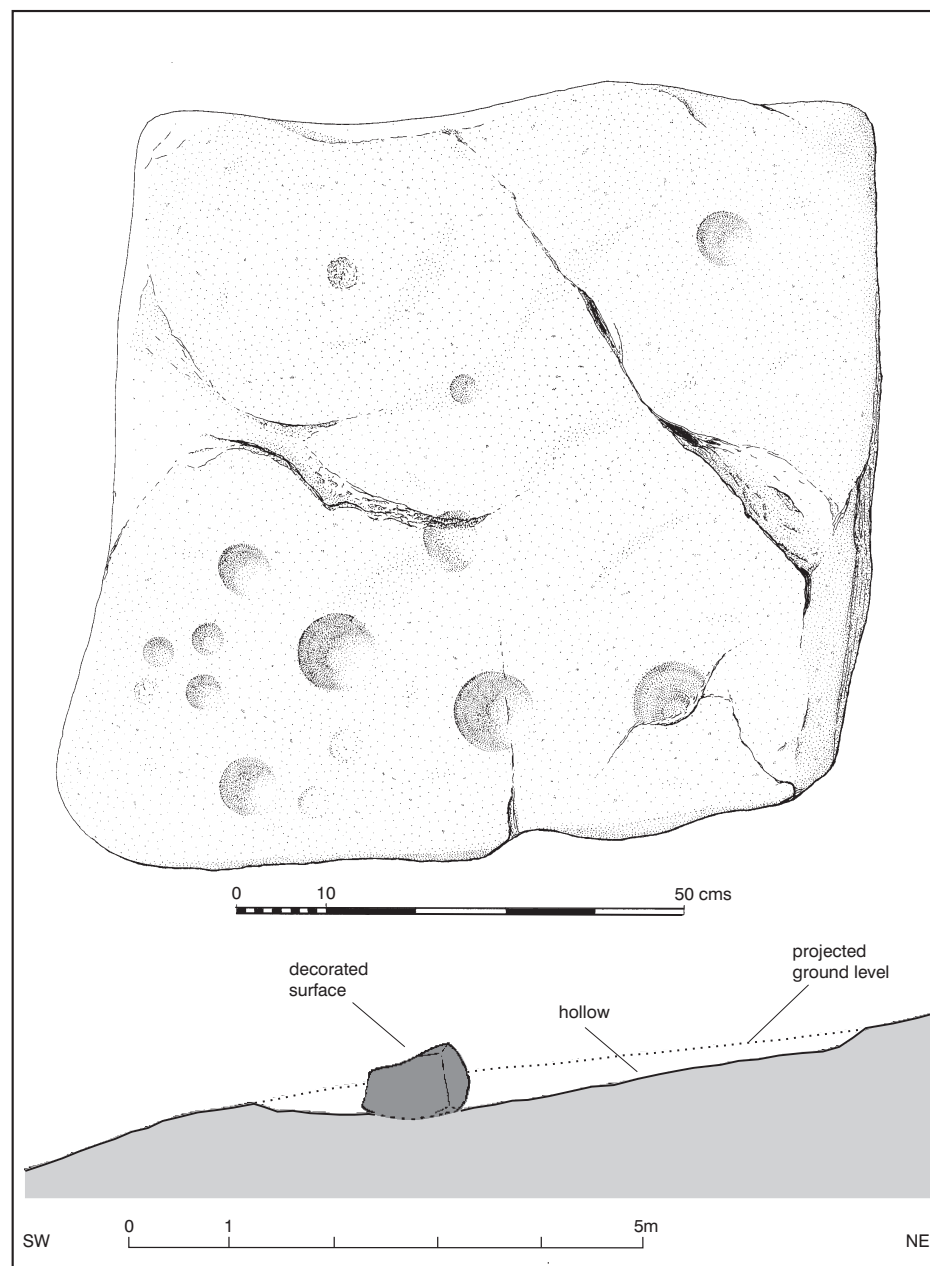 0 10 50 cms
decorated
surface
projected
ground level
hollow
0 1 5m
SW NE